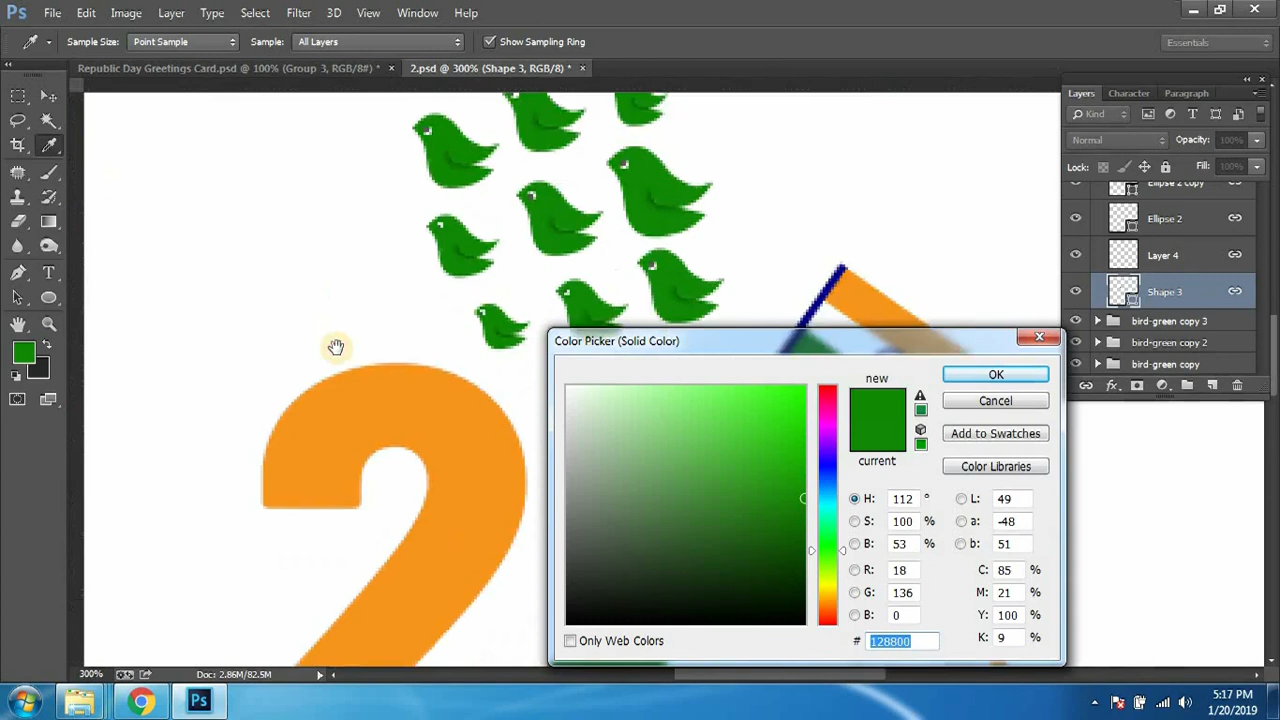 Ps File Edit Image Layer Type Select Filter 3D View Window Help
Sample Size: Point Sample Sample: All Layers Show Sampling Ring Essentials
Republic Day Greetings Card.psd @ 100% (Group 3, RGB/8#) * × 2.psd @ 300% (Shape 3, RGB/8) * ×
Layers Character Paragraph
Kind
Normal Opacity: 100%
Lock: Fill: 100%
Ellipse 2 copy
Ellipse 2
Layer 4
Shape 3
bird-green copy 3
bird-green copy 2
bird-green copy
2
Color Picker (Solid Color)
new
current
OK
Cancel
Add to Swatches
Color Libraries
H: 112 ° L: 49
S: 100 % a: -48
B: 53 % b: 51
R: 18 C: 85 %
G: 136 M: 21 %
B: 0 Y: 100 %
# 128800 K: 9 %
Only Web Colors
300% Doc: 2.86M/82.5M
Ps
5:17 PM
1/20/2019